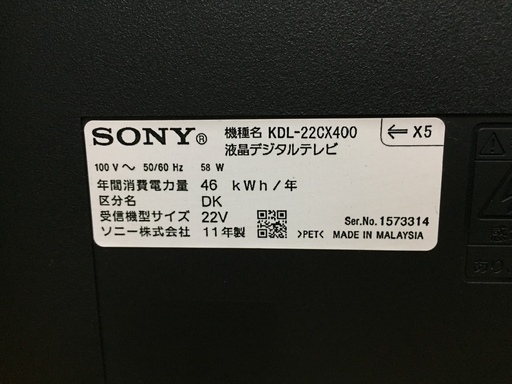 SONY® 機種名 KDL-22CX400
液晶デジタルテレビ
← X5
100 V～ 50/60 Hz 58 W
年間消費電力量 46 kWh/年
区分名 DK
受信機型サイズ 22V
Ser.No. 1573314
ソニー株式会社 11年製 >PET< MADE IN MALAYSIA